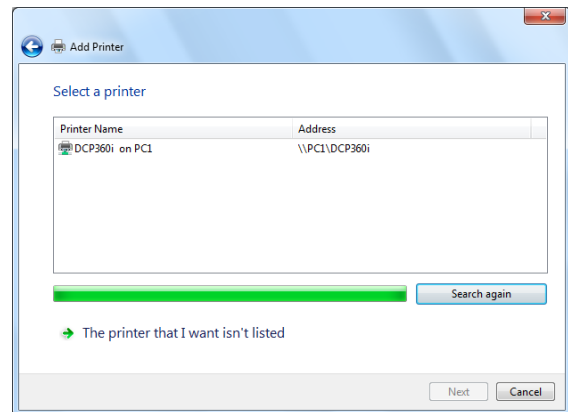 Add Printer
Select a printer
Printer Name Address
DCP360i on PC1 \\PC1\DCP360i
Search again
The printer that I want isn't listed
Next Cancel